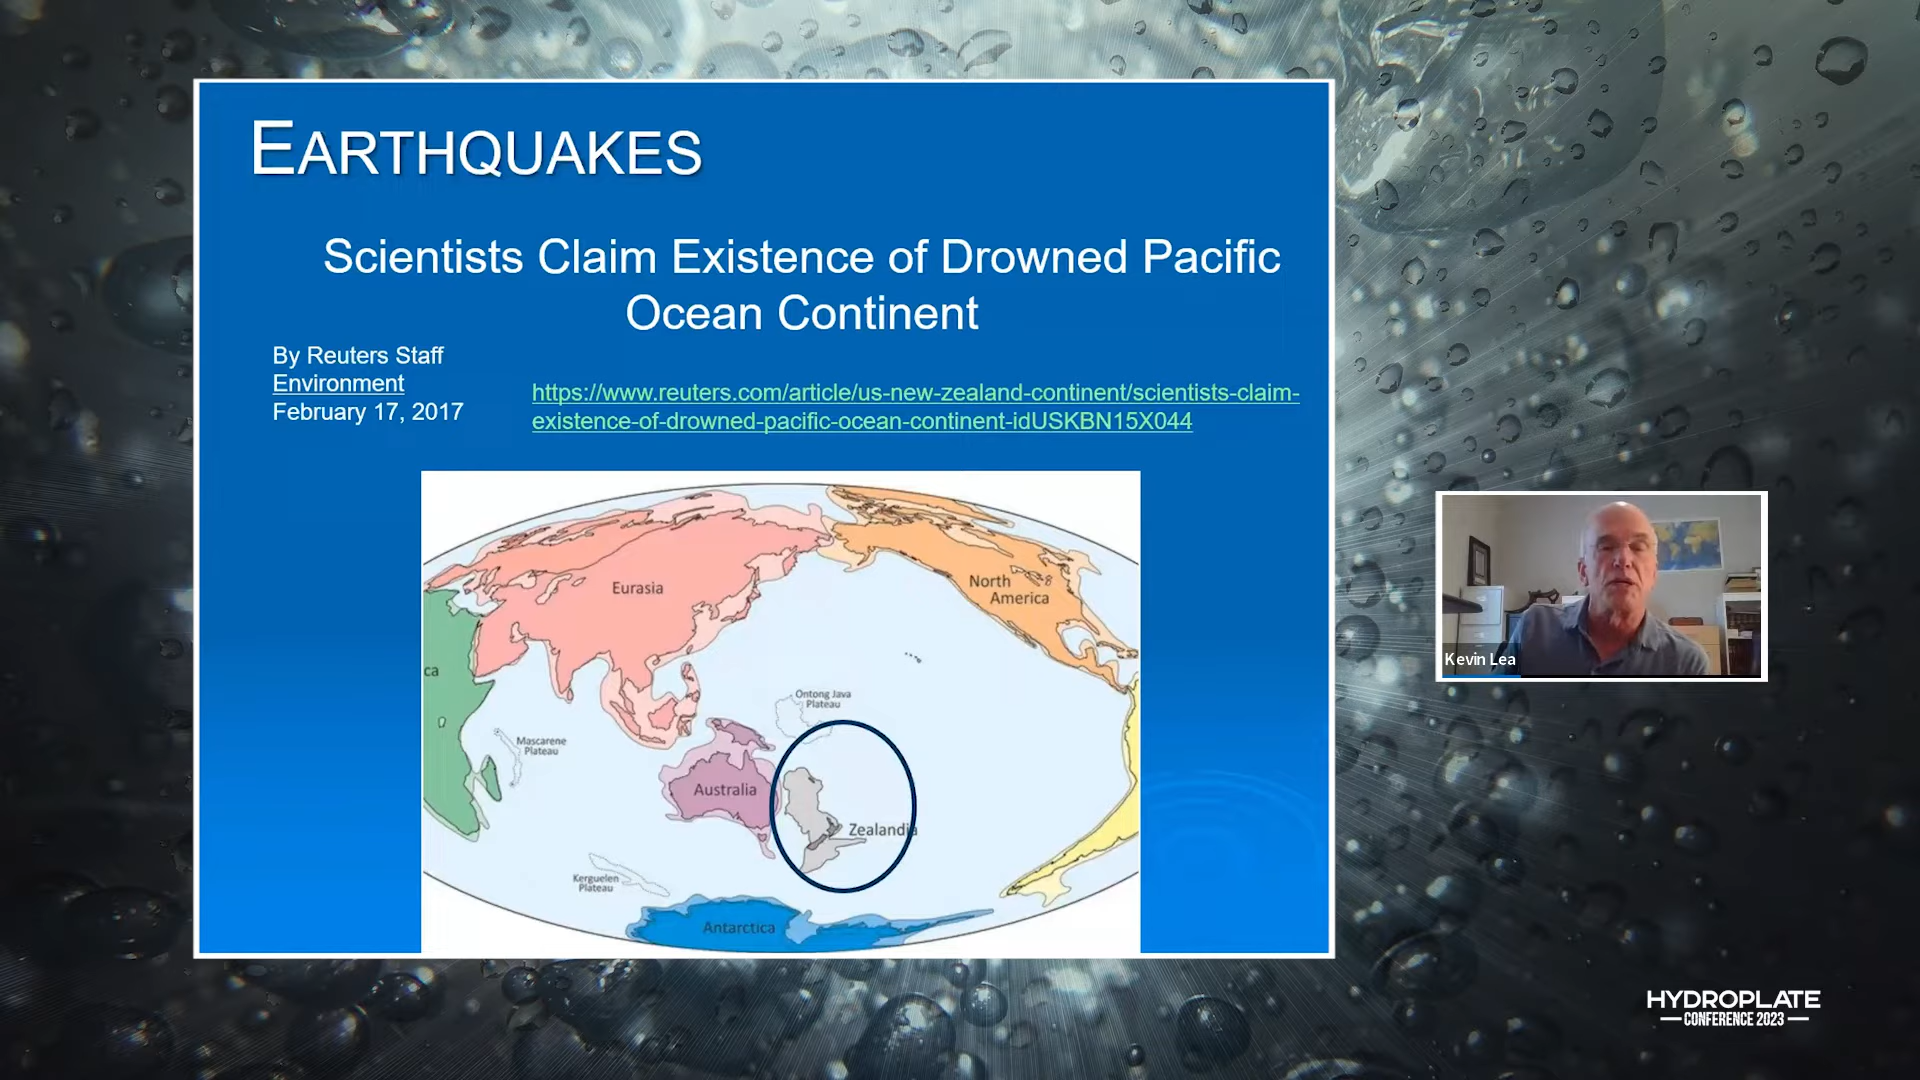 EARTHQUAKES
Scientists Claim Existence of Drowned Pacific
Ocean Continent
By Reuters Staff
Environment
February 17, 2017
https://www.reuters.com/article/us-new-zealand-continent/scientists-claim-
existence-of-drowned-pacific-ocean-continent-idUSKBN15X044
Eurasia
North
America
ca
Ontong Java
Plateau
Mascarene
Plateau
Australia
Zealandia
Kerguelen
Plateau
Antarctica
Kevin Lea
HYDROPLATE
CONFERENCE 2023